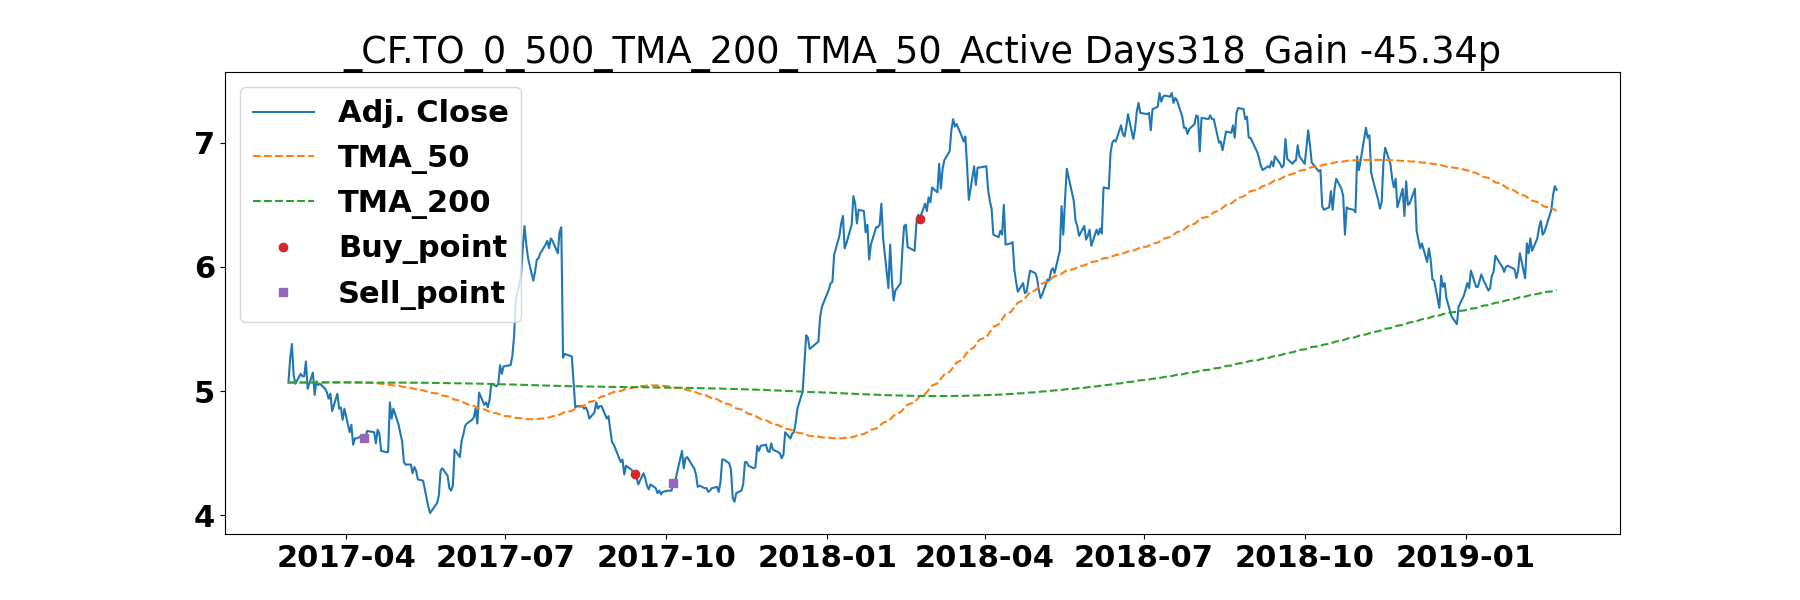 _CF.TO_0_500_TMA_200_TMA_50_Active Days318_Gain -45.34p
Adj. Close
TMA_50
TMA_200
Buy_point
Sell_point
7
6
5
4
2017-04 2017-07 2017-10 2018-01 2018-04 2018-07 2018-10 2019-01